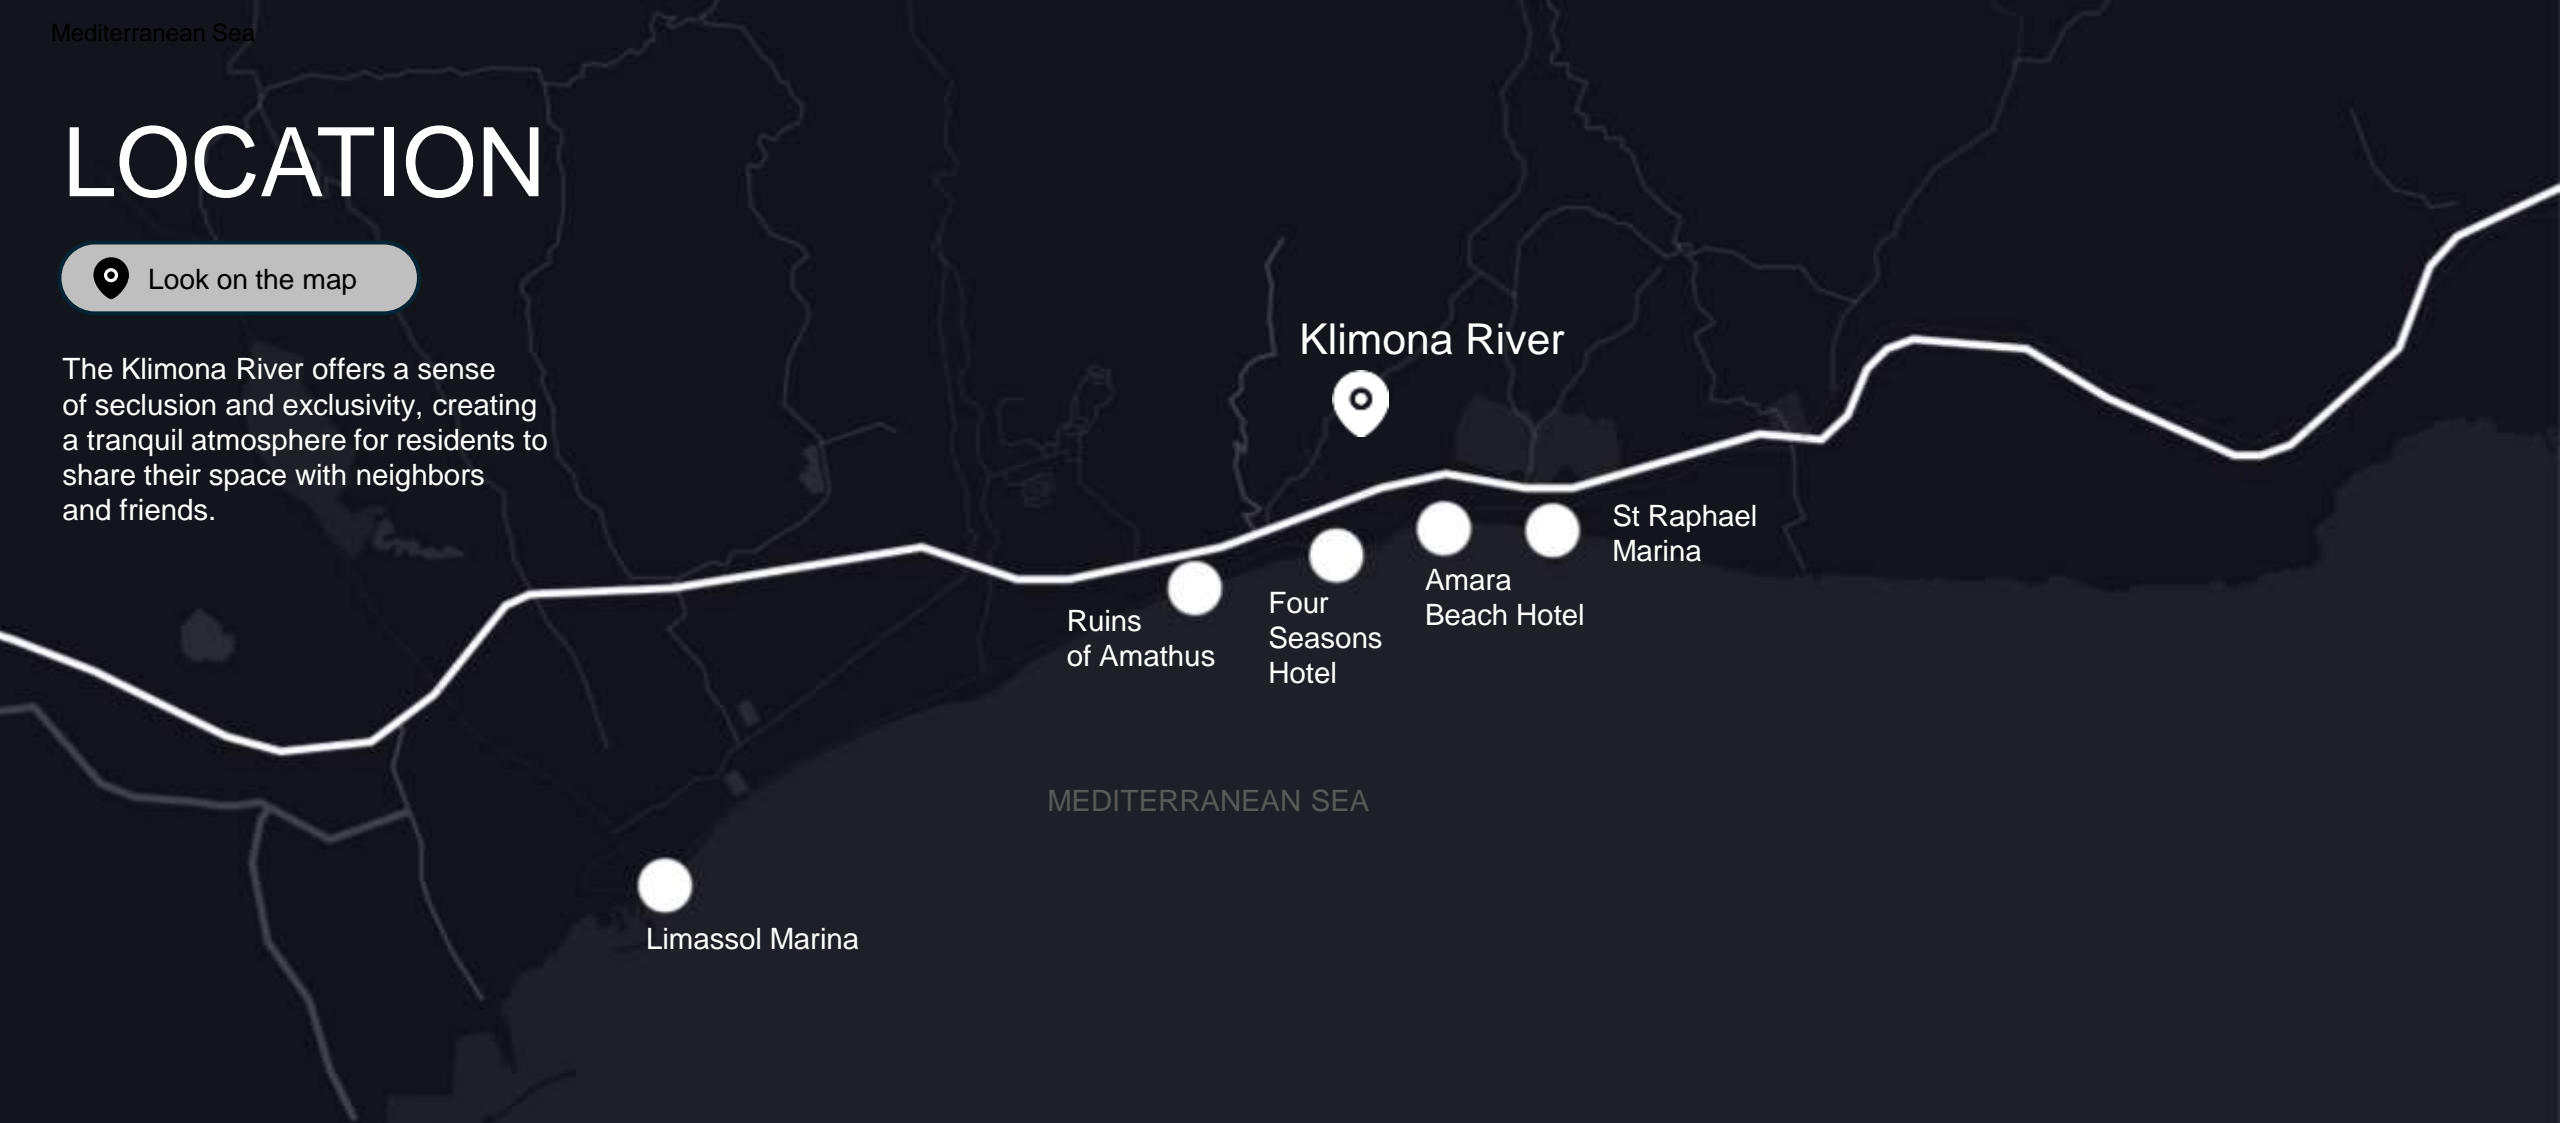 Mediterranean Sea
LOCATION
Look on the map
The Klimona River offers a sense
of seclusion and exclusivity, creating
a tranquil atmosphere for residents to
share their space with neighbors
and friends.
Klimona River
St Raphael
Marina
Amara
Beach Hotel
Four
Seasons
Hotel
Ruins
of Amathus
MEDITERRANEAN SEA
Limassol Marina